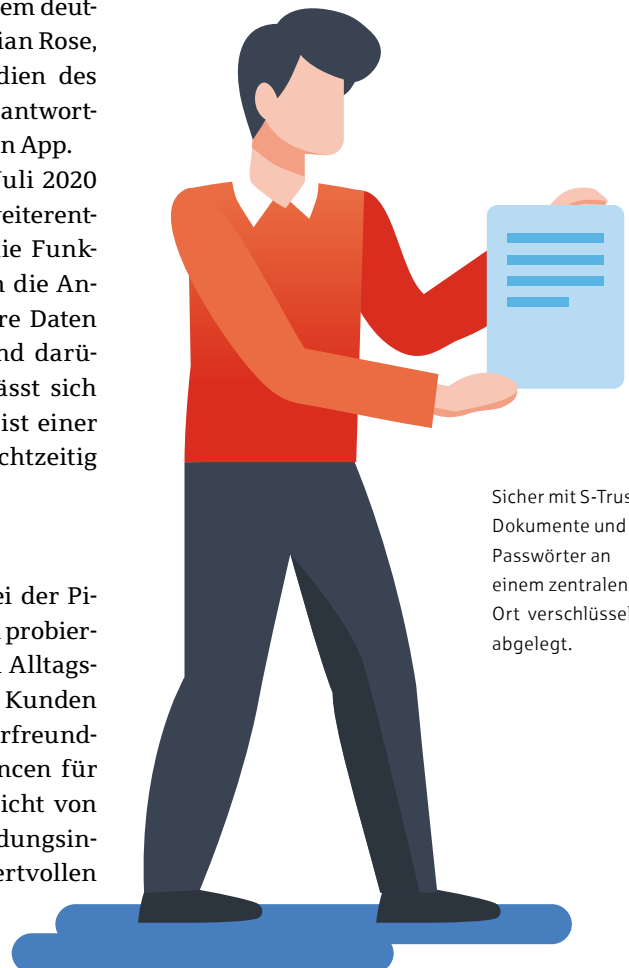 em deut-
ian Rose,
dien des
antwort-
n App.
Juli 2020
weiterent-
die Funk-
n die An-
re Daten
nd darü-
ässt sich
ist einer
chtzeitig
ei der Pi-
probier-
Alltags-
Kunden
rfreund-
ncen für
icht von
dungsin-
ertvollen
Sicher mit S-Trus
Dokumente und
Passwörter an
einem zentralen
Ort verschlüssel
abgelegt.